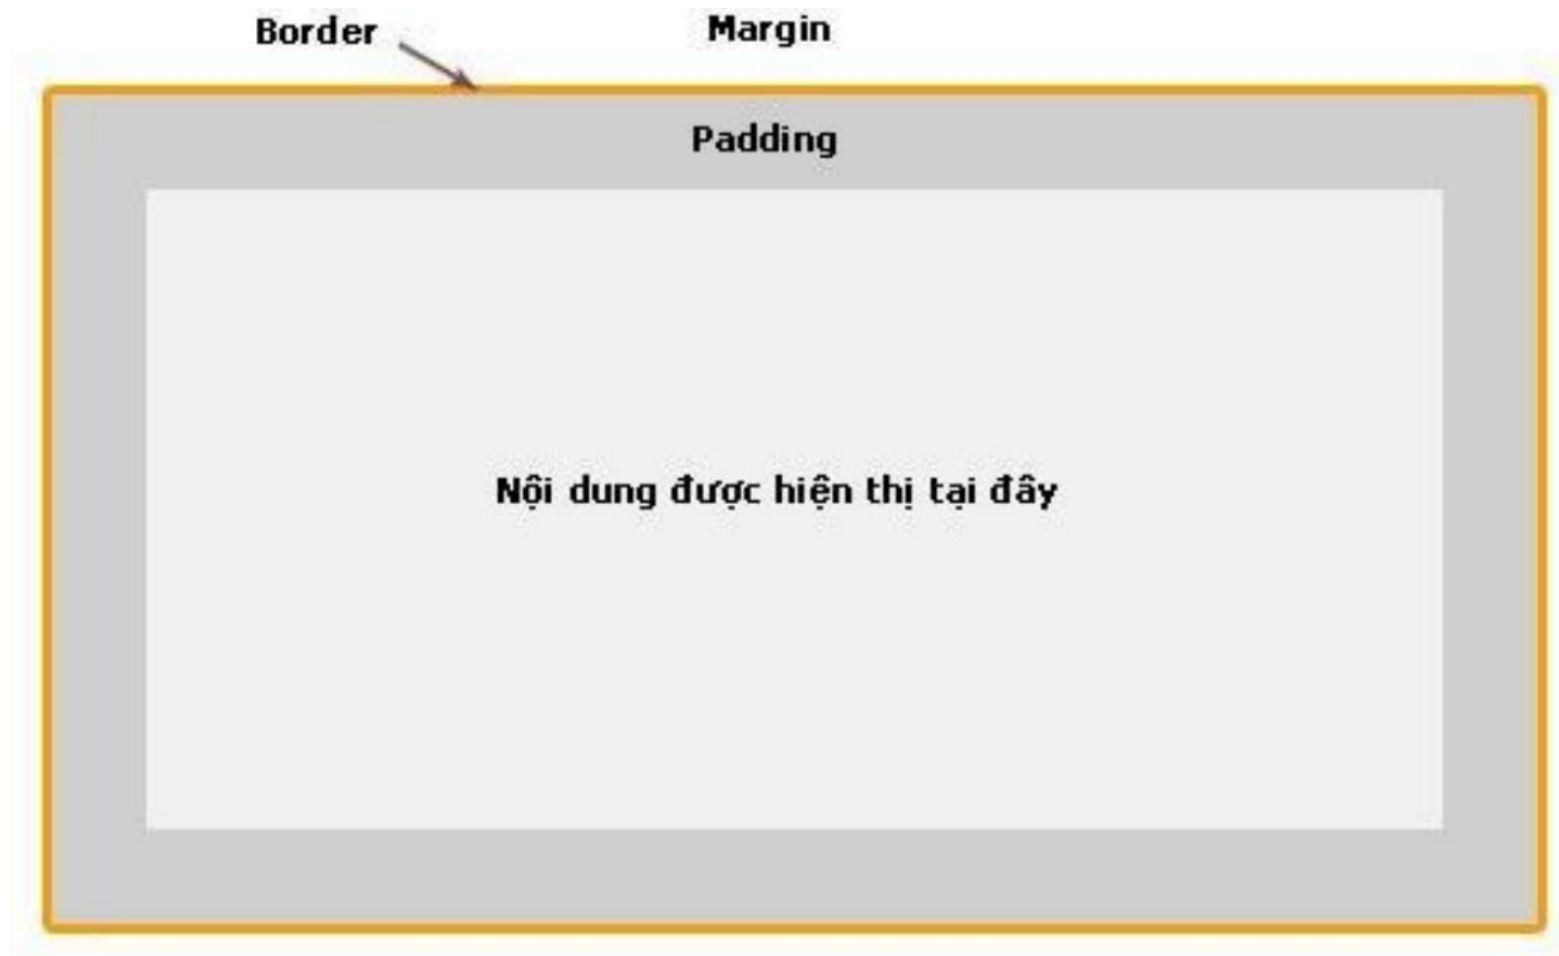 Border
Margin
Padding
Nội dung được hiện thị tại đây